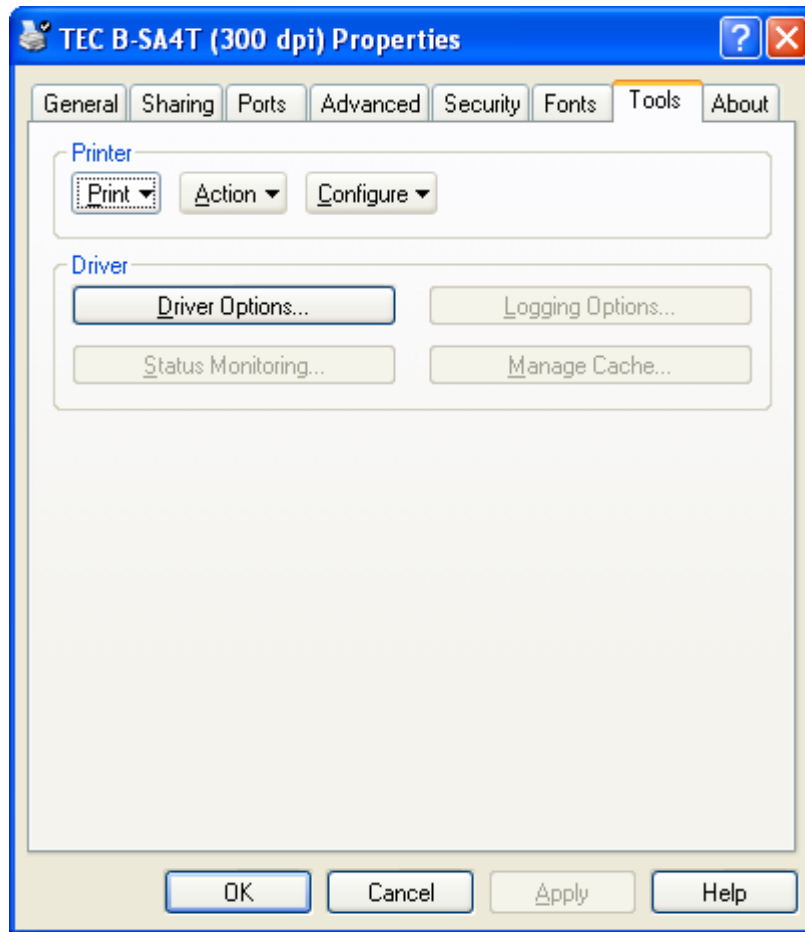 TEC B-SA4T (300 dpi) Properties ?
General Sharing Ports Advanced Security Fonts Tools About
Printer
Print Action Configure
Driver
Driver Options... Logging Options...
Status Monitoring... Manage Cache...
OK Cancel Apply Help